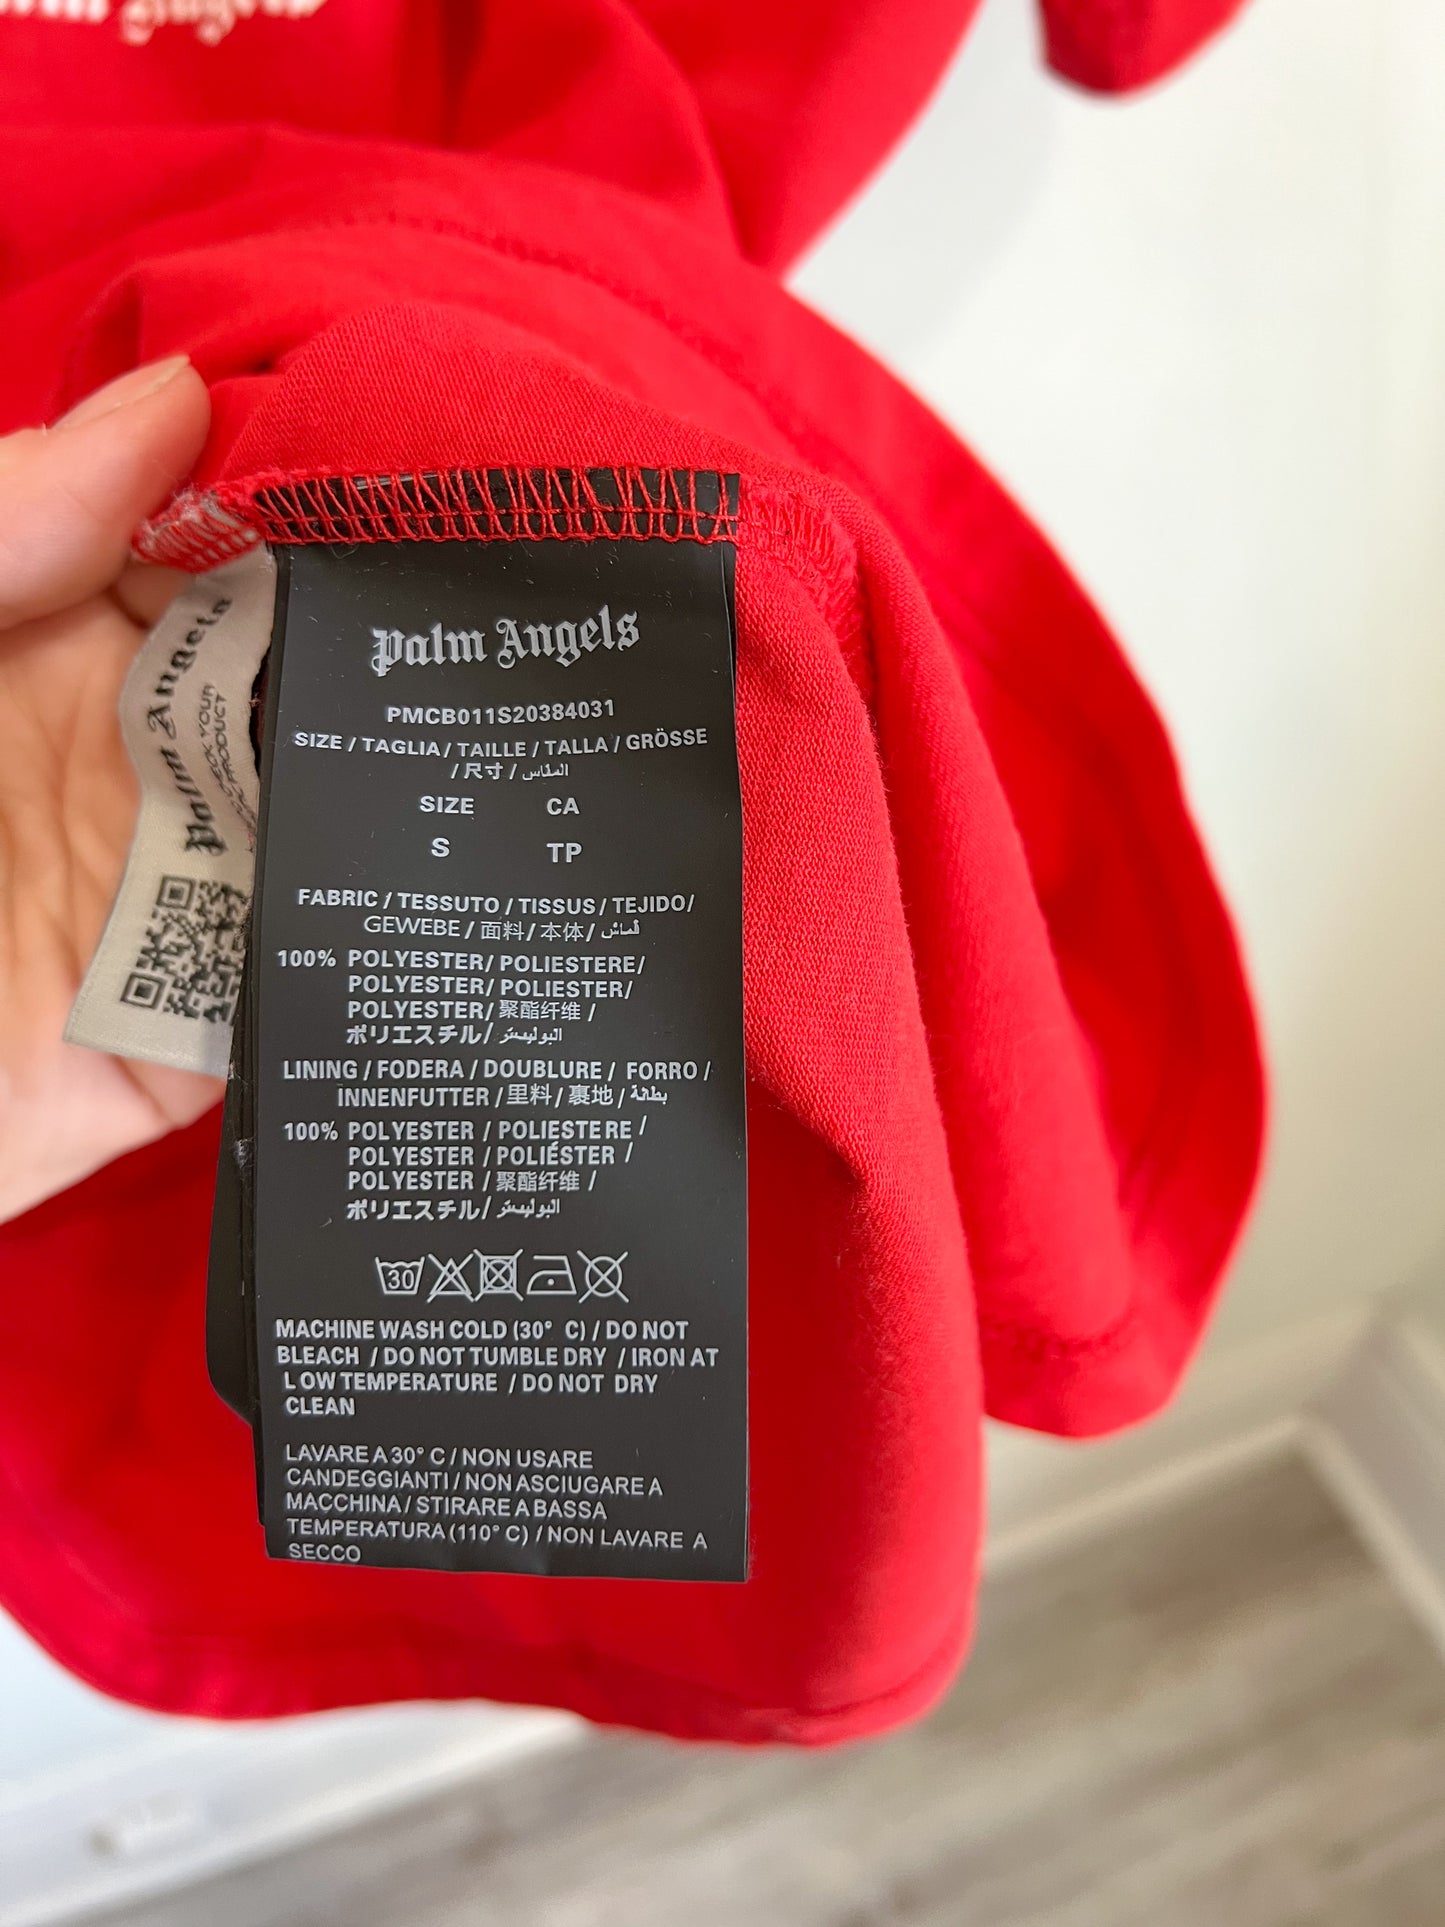 Palm Angels
PMCB011S20384031
SIZE / TAGLIA / TAILLE / TALLA / GRÖSSE
/ 尺寸 / المقاس
SIZE CA
S TP
FABRIC / TESSUTO / TISSUS / TEJIDO/
GEWEBE / 面料 / 本体 / قماش
100% POLYESTER/ POLIESTERE/
POLYESTER/ POLIESTER/
POLYESTER/ 聚酯纤维 /
ポリエスチル/ البوليستر
LINING / FODERA / DOUBLURE / FORRO /
INNENFUTTER / 里料 / 裏地 / بطانة
100% POLYESTER / POLIESTERE /
POLYESTER / POLIÉSTER /
POLYESTER / 聚酯纤维 /
ポリエスチル/ البوليستر
30
MACHINE WASH COLD (30° C) / DO NOT
BLEACH / DO NOT TUMBLE DRY / IRON AT
LOW TEMPERATURE / DO NOT DRY
CLEAN
LAVARE A 30° C / NON USARE
CANDEGGIANTI / NON ASCIUGARE A
MACCHINA / STIRARE A BASSA
TEMPERATURA (110° C) / NON LAVARE A
SECCO
Palm Angels
YOUR
PRODUCT